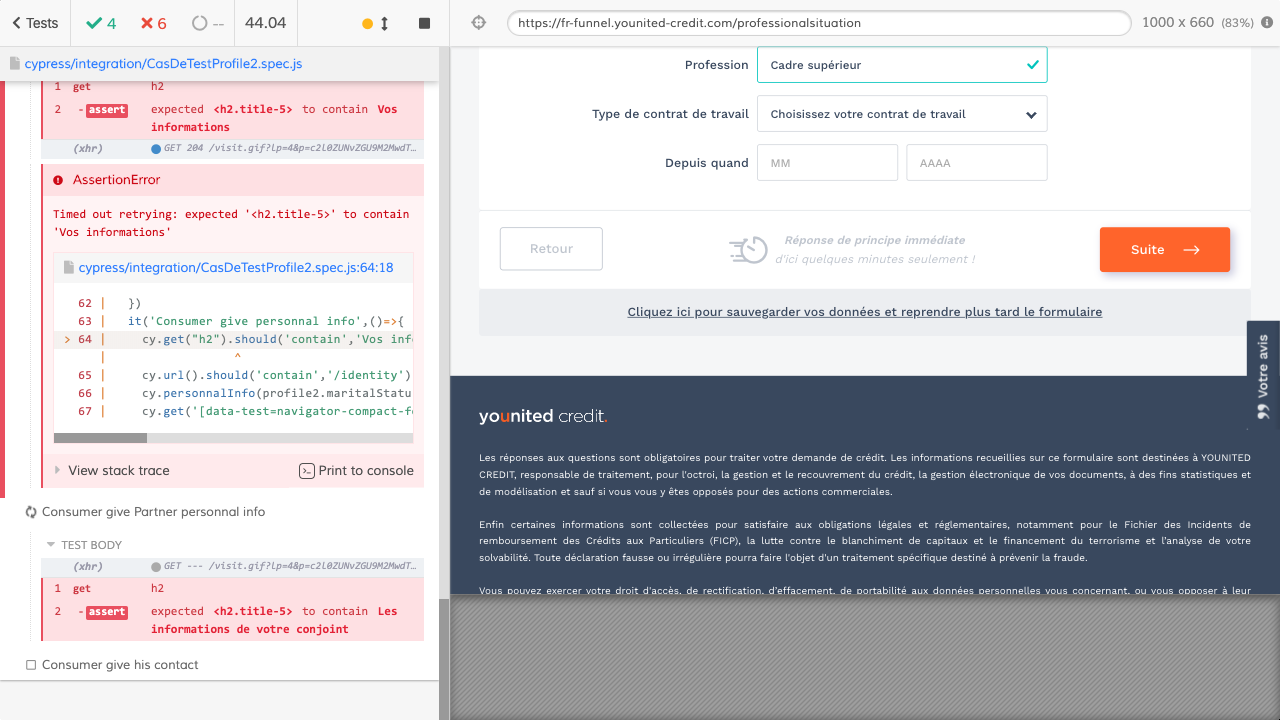 Tests
4
6
--
44.04
https://fr-funnel.younited-credit.com/professionalsituation
1000 x 660 (83%)
cypress/integration/CasDeTestProfile2.spec.js
1 get h2
2 -assert expected <h2.title-5> to contain Vos
informations
(xhr) GET 204 /visit.gif?lp=4&p=c2l0ZUNvZGU9M2MwdT...
AssertionError
Timed out retrying: expected '<h2.title-5>' to contain
'Vos informations'
cypress/integration/CasDeTestProfile2.spec.js:64:18
62 | })
63 | it('Consumer give personnal info',()=>{
> 64 | cy.get("h2").should('contain','Vos inf
| ^
65 | cy.url().should('contain','/identity')
66 | cy.personnalInfo(profile2.maritalStatu
67 | cy.get('[data-test=navigator-compact-fo
View stack trace
Print to console
Consumer give Partner personnal info
TEST BODY
(xhr) GET --- /visit.gif?lp=4&p=c2l0ZUNvZGU9M2MwdT...
1 get h2
2 -assert expected <h2.title-5> to contain Les
informations de votre conjoint
Consumer give his contact
Profession
Cadre supérieur
Type de contrat de travail
Choisissez votre contrat de travail
Depuis quand
MM
AAAA
Retour
Réponse de principe immédiate
d'ici quelques minutes seulement !
Suite
Cliquez ici pour sauvegarder vos données et reprendre plus tard le formulaire
Votre avis
younited credit.
Les réponses aux questions sont obligatoires pour traiter votre demande de crédit. Les informations recueillies sur ce formulaire sont destinées à YOUNITED
CREDIT, responsable de traitement, pour l'octroi, la gestion et le recouvrement du crédit, la gestion électronique de vos documents, à des fins statistiques et
de modélisation et sauf si vous vous y êtes opposés pour des actions commerciales.
Enfin certaines informations sont collectées pour satisfaire aux obligations légales et réglementaires, notamment pour le Fichier des Incidents de
remboursement des Crédits aux Particuliers (FICP), la lutte contre le blanchiment de capitaux et le financement du terrorisme et l'analyse de votre
solvabilité. Toute déclaration fausse ou irrégulière pourra faire l'objet d'un traitement spécifique destiné à prévenir la fraude.
Vous pouvez exercer votre droit d'accès, de rectification, d'effacement, de portabilité aux données personnelles vous concernant, ou vous opposer à leur